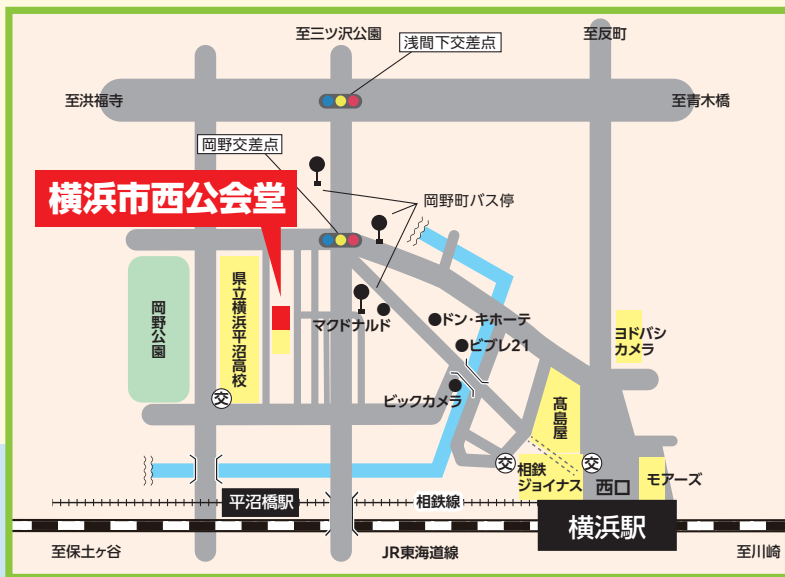 至三ツ沢公園
浅間下交差点
至反町
至洪福寺
至青木橋
岡野交差点
横浜市西公会堂
岡野町バス停
岡野公園
県立横浜平沼高校
マクドナルド
ドン・キホーテ
ビブレ21
ヨドバシ
カメラ
ビックカメラ
髙島屋
交
交
交
相鉄
ジョイナス
西口
モアーズ
平沼橋駅
相鉄線
横浜駅
至保土ヶ谷
JR東海道線
至川崎